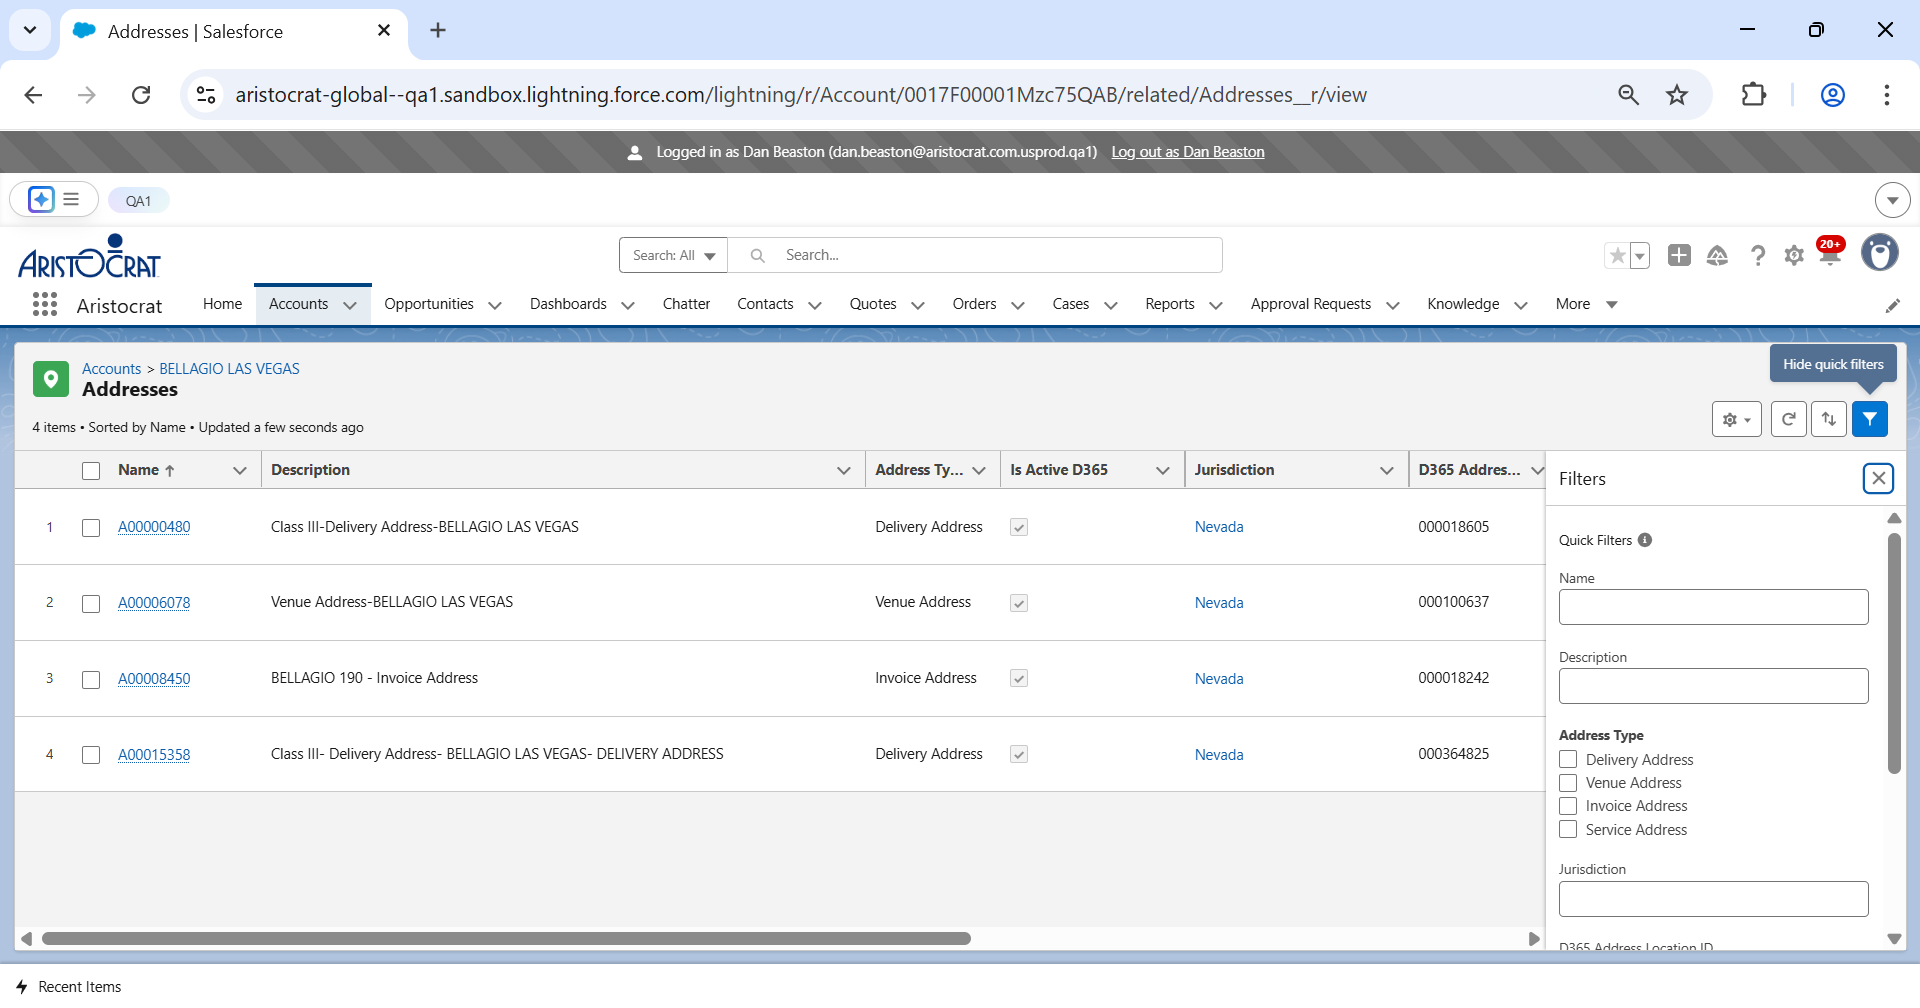 Addresses | Salesforce
aristocrat-global--qa1.sandbox.lightning.force.com/lightning/r/Account/0017F00001Mzc75QAB/related/Addresses__r/view
Logged in as Dan Beaston (dan.beaston@aristocrat.com.usprod.qa1) Log out as Dan Beaston
QA1
ARISTOCRAT
Search: All
Search...
20+
Aristocrat
Home
Accounts
Opportunities
Dashboards
Chatter
Contacts
Quotes
Orders
Cases
Reports
Approval Requests
Knowledge
More
Accounts > BELLAGIO LAS VEGAS
Addresses
Hide quick filters
4 items • Sorted by Name • Updated a few seconds ago
Name Description Address Ty... Is Active D365 Jurisdiction D365 Addres...
1 A00000480 Class III-Delivery Address-BELLAGIO LAS VEGAS Delivery Address Nevada 000018605
2 A00006078 Venue Address-BELLAGIO LAS VEGAS Venue Address Nevada 000100637
3 A00008450 BELLAGIO 190 - Invoice Address Invoice Address Nevada 000018242
4 A00015358 Class III- Delivery Address- BELLAGIO LAS VEGAS- DELIVERY ADDRESS Delivery Address Nevada 000364825
Filters
Quick Filters
Name
Description
Address Type
Delivery Address
Venue Address
Invoice Address
Service Address
Jurisdiction
D365 Address Location ID
Recent Items